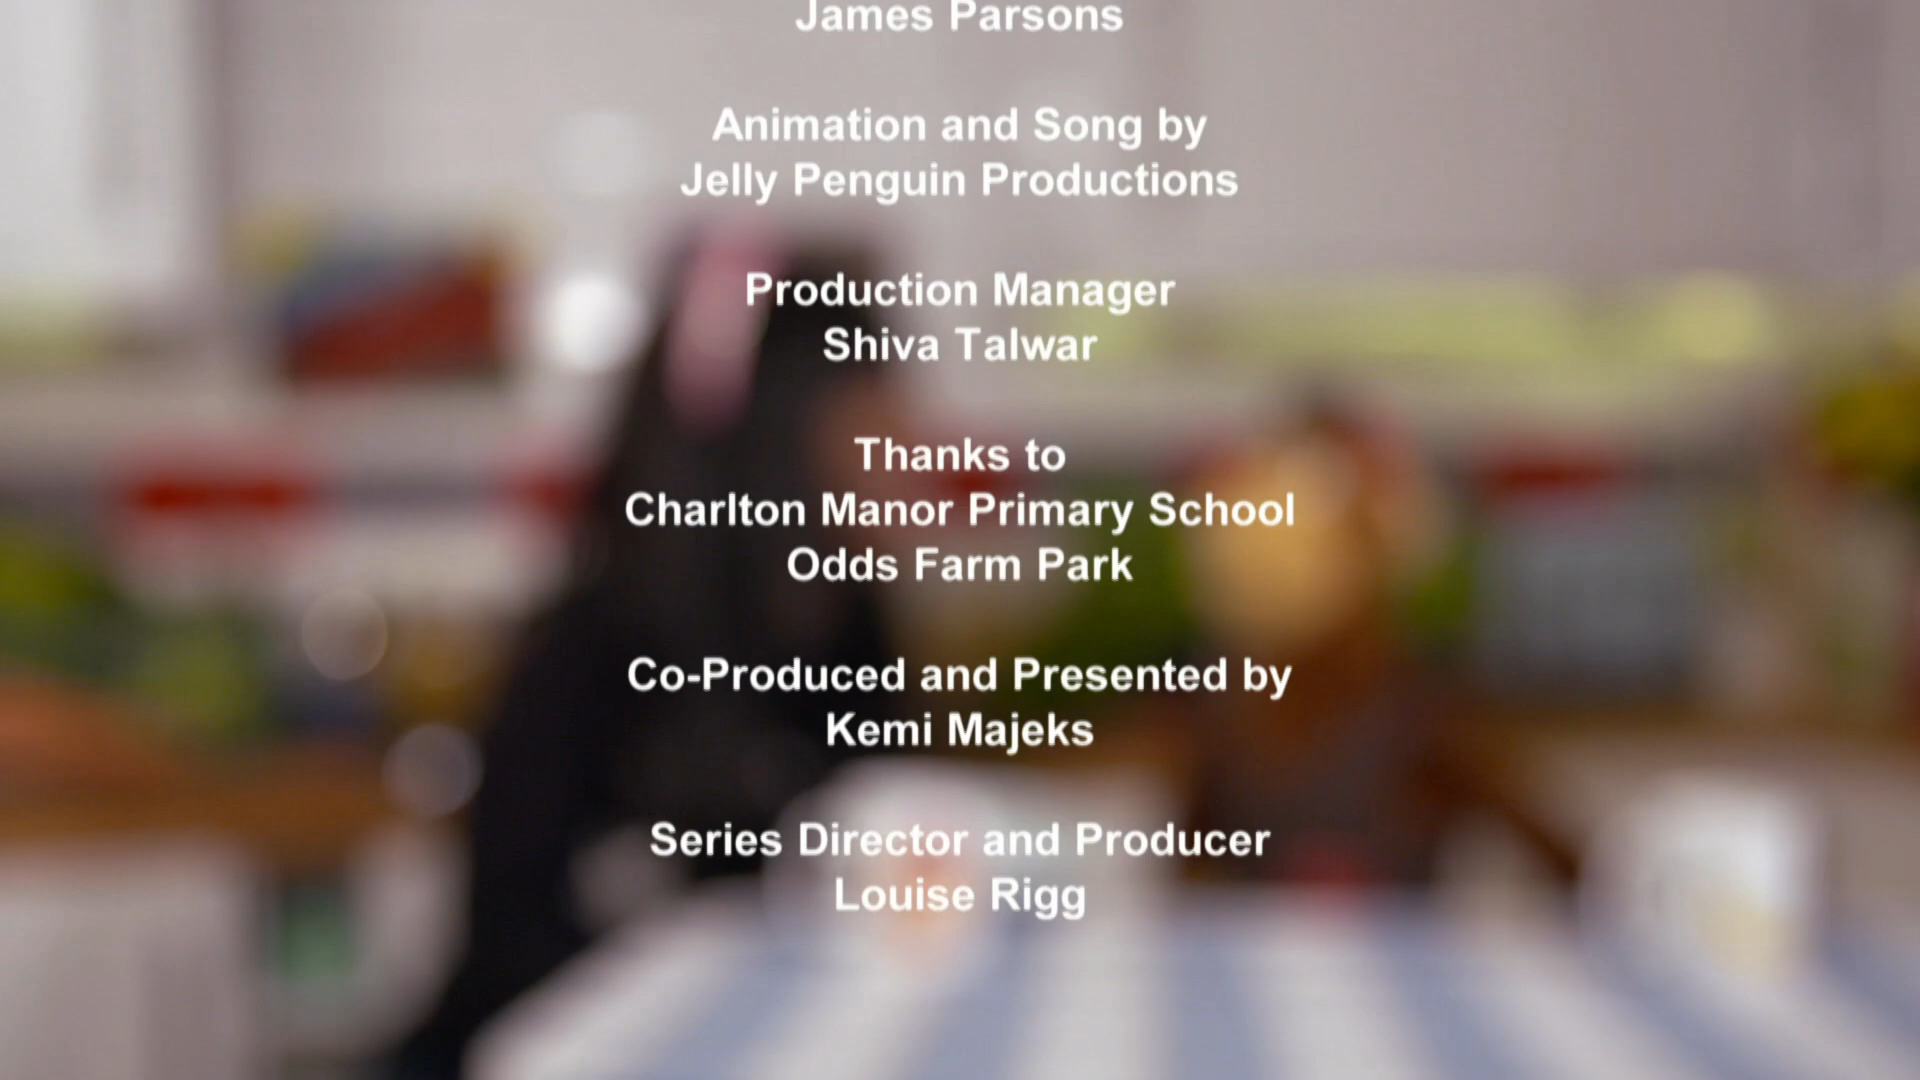 James Parsons
Animation and Song by
Jelly Penguin Productions
Production Manager
Shiva Talwar
Thanks to
Charlton Manor Primary School
Odds Farm Park
Co-Produced and Presented by
Kemi Majeks
Series Director and Producer
Louise Rigg